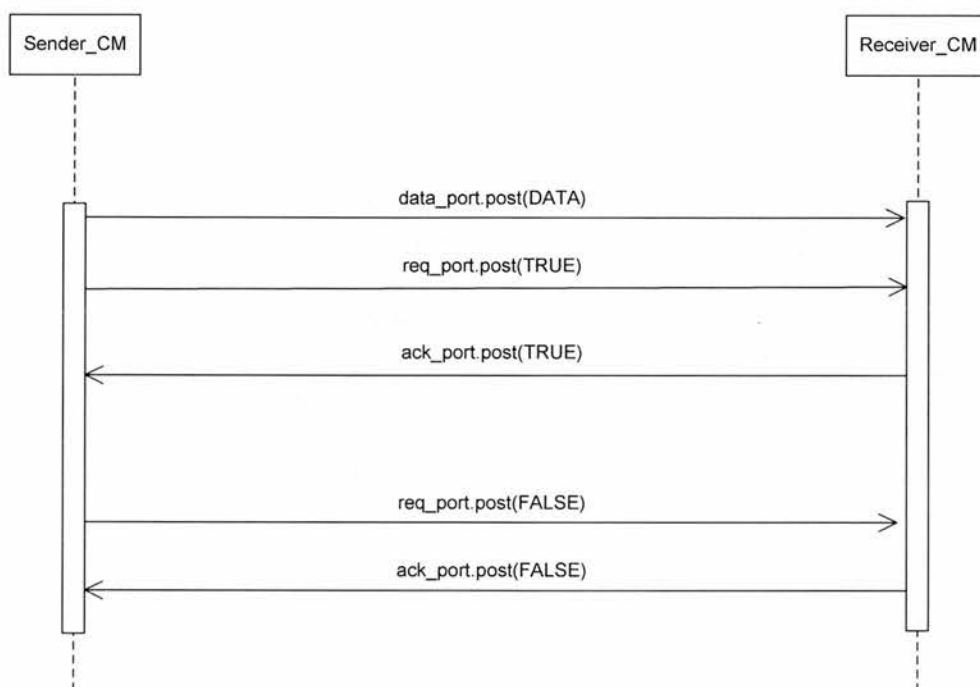 Sender_CM
Receiver_CM
data_port.post(DATA)
req_port.post(TRUE)
ack_port.post(TRUE)
req_port.post(FALSE)
ack_port.post(FALSE)